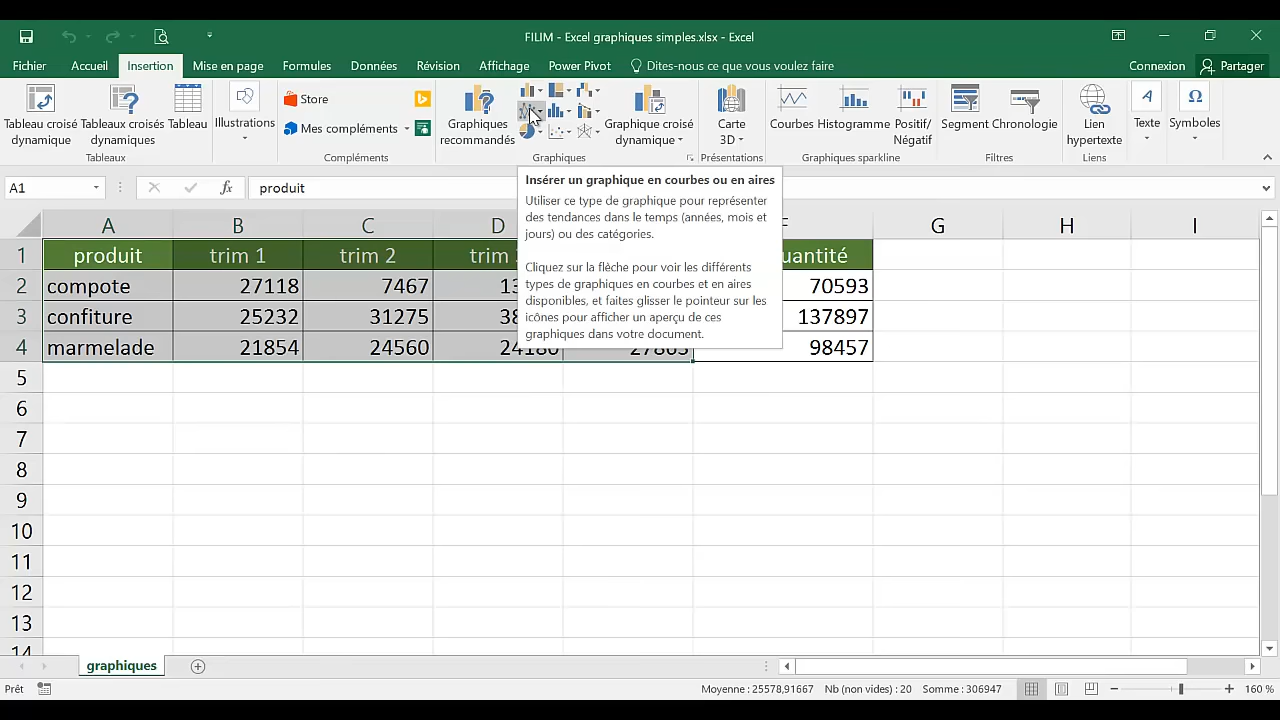 FILIM - Excel graphiques simples.xlsx - Excel
Fichier Accueil Insertion Mise en page Formules Données Révision Affichage Power Pivot Dites-nous ce que vous voulez faire Connexion Partager
Tableau croisé dynamique
Tableaux croisés dynamiques
Tableau
Tableaux
Illustrations
Store
Mes compléments
Compléments
Graphiques recommandés
Graphique croisé dynamique
Graphiques
Carte 3D
Présentations
Courbes Histogramme Positif/ Négatif
Graphiques sparkline
Segment Chronologie
Filtres
Lien hypertexte
Liens
Texte
Symboles
Ω
A1 fx produit
Insérer un graphique en courbes ou en aires
Utiliser ce type de graphique pour représenter
des tendances dans le temps (années, mois et
jours) ou des catégories.
Cliquez sur la flèche pour voir les différents
types de graphiques en courbes et en aires
disponibles, et faites glisser le pointeur sur les
icônes pour afficher un aperçu de ces
graphiques dans votre document.
A B C D F G H I
1 produit trim 1 trim 2 trim
2 compote 27118 7467 70593
3 confiture 25232 31275 137897
4 marmelade 21854 24560 24180 27863 98457
5
6
7
8
9
10
11
12
13
14
graphiques
Prêt Moyenne : 25578,91667 Nb (non vides) : 20 Somme : 306947 160 %